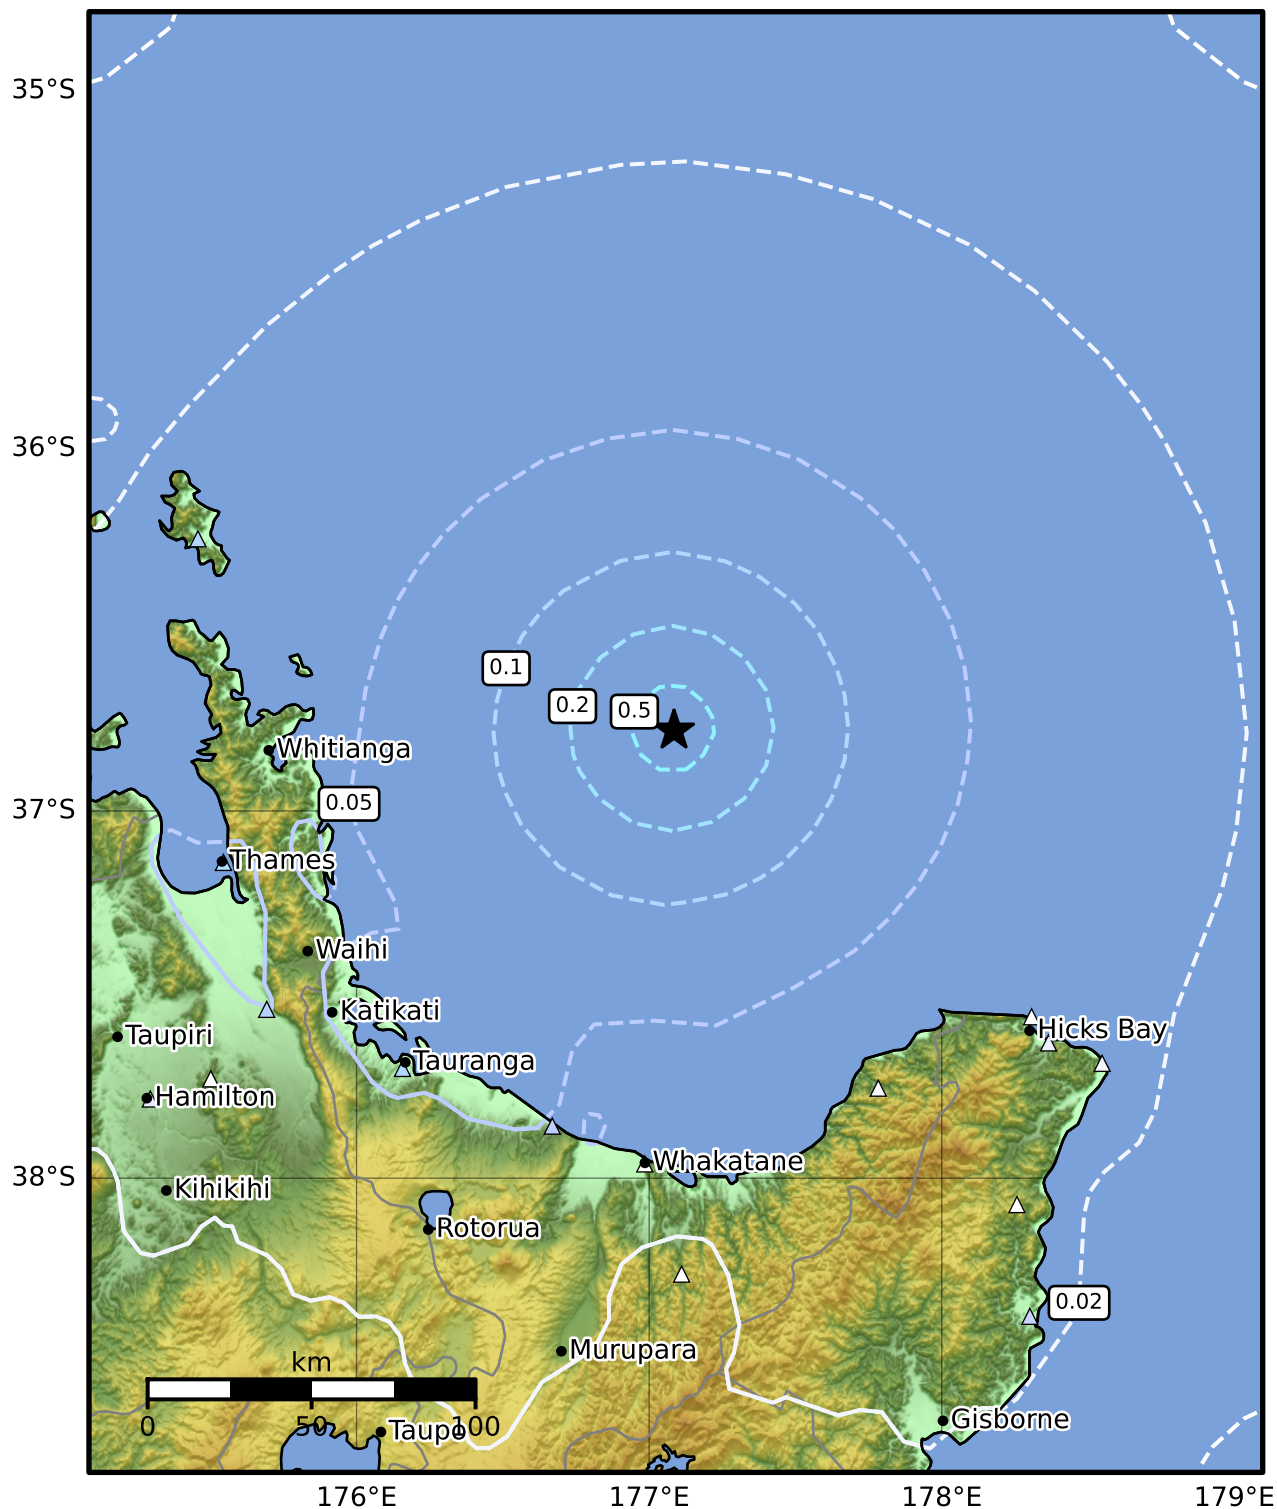 35°S
36°S
0.1
0.2
0.5
Whitianga
0.05
37°S
Thames
Waihi
Katikati
Hicks Bay
Taupiri
Tauranga
Hamilton
Whakatane
38°S
Kihikihi
Rotorua
0.02
Murupara
km
0 50 100
Gisborne
Taupo
176°E 177°E 178°E 179°E